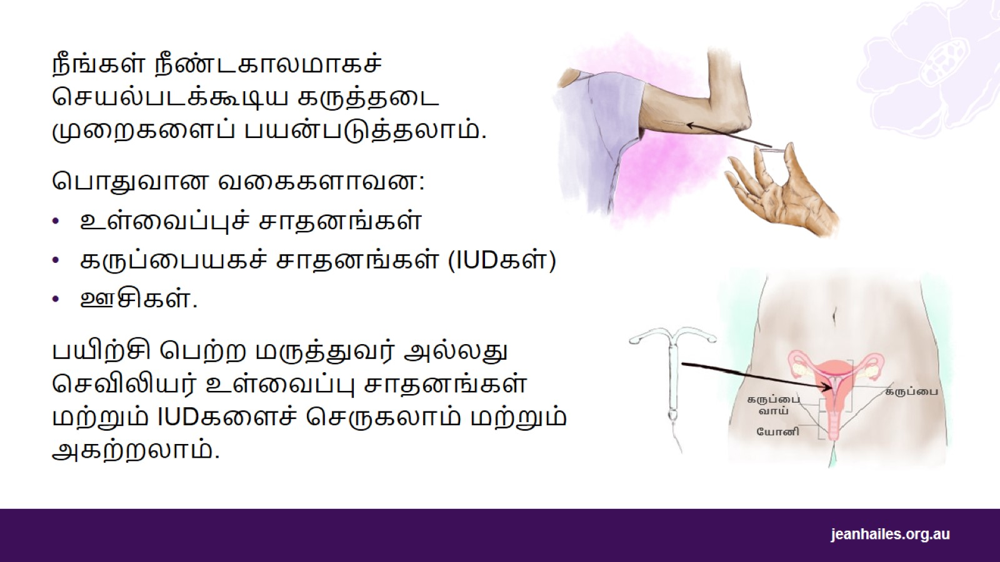 நீங்கள் நீண்டகாலமாகச்
செயல்படக்கூடிய கருத்தடை
முறைகளைப் பயன்படுத்தலாம்.
பொதுவான வகைகளாவன:
• உள்வைப்புச் சாதனங்கள்
• கருப்பையகச் சாதனங்கள் (IUDகள்)
• ஊசிகள்.
பயிற்சி பெற்ற மருத்துவர் அல்லது
செவிலியர் உள்வைப்பு சாதனங்கள்
மற்றும் IUDகளைச் செருகலாம் மற்றும்
அகற்றலாம்.
கருப்பை
கருப்பை
வாய்
யோனி
jeanhailes.org.au